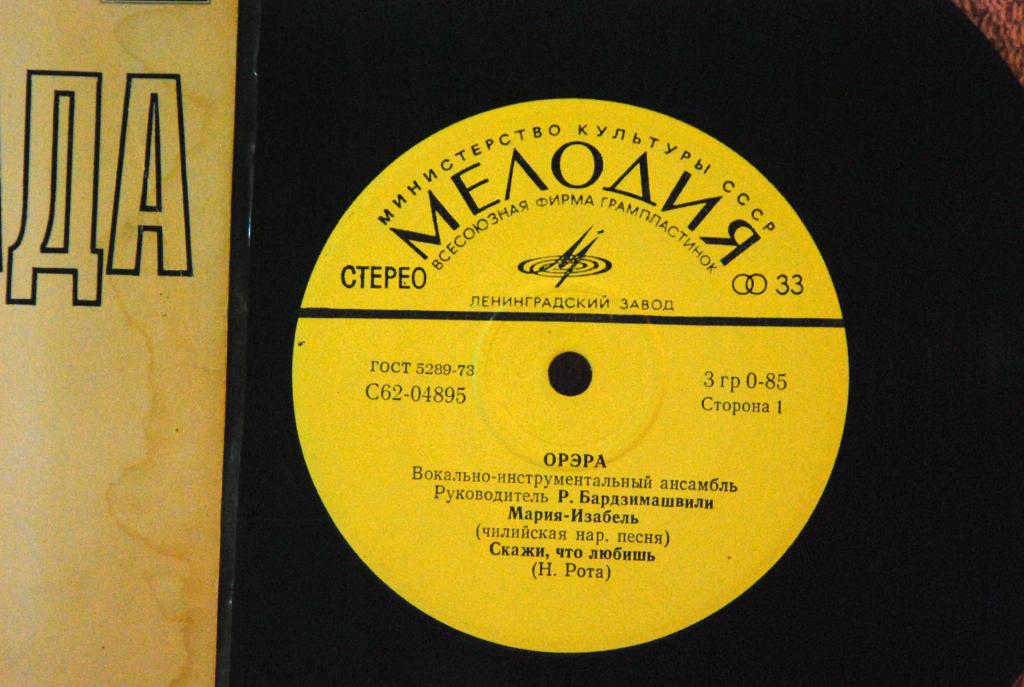 ДА
МИНИСТЕРСТВО КУЛЬТУРЫ СССР
МЕЛОДИЯ
ВСЕСОЮЗНАЯ ФИРМА ГРАМПЛАСТИНОК
СТЕРЕО
33
ЛЕНИНГРАДСКИЙ ЗАВОД
ГОСТ 5289-73
С62-04895
3 гр 0-85
Сторона 1
ОРЭРА
Вокально-инструментальный ансамбль
Руководитель Р. Бардзимашвили
Мария-Изабель
(чилийская нар. песня)
Скажи, что любишь
(Н. Рота)